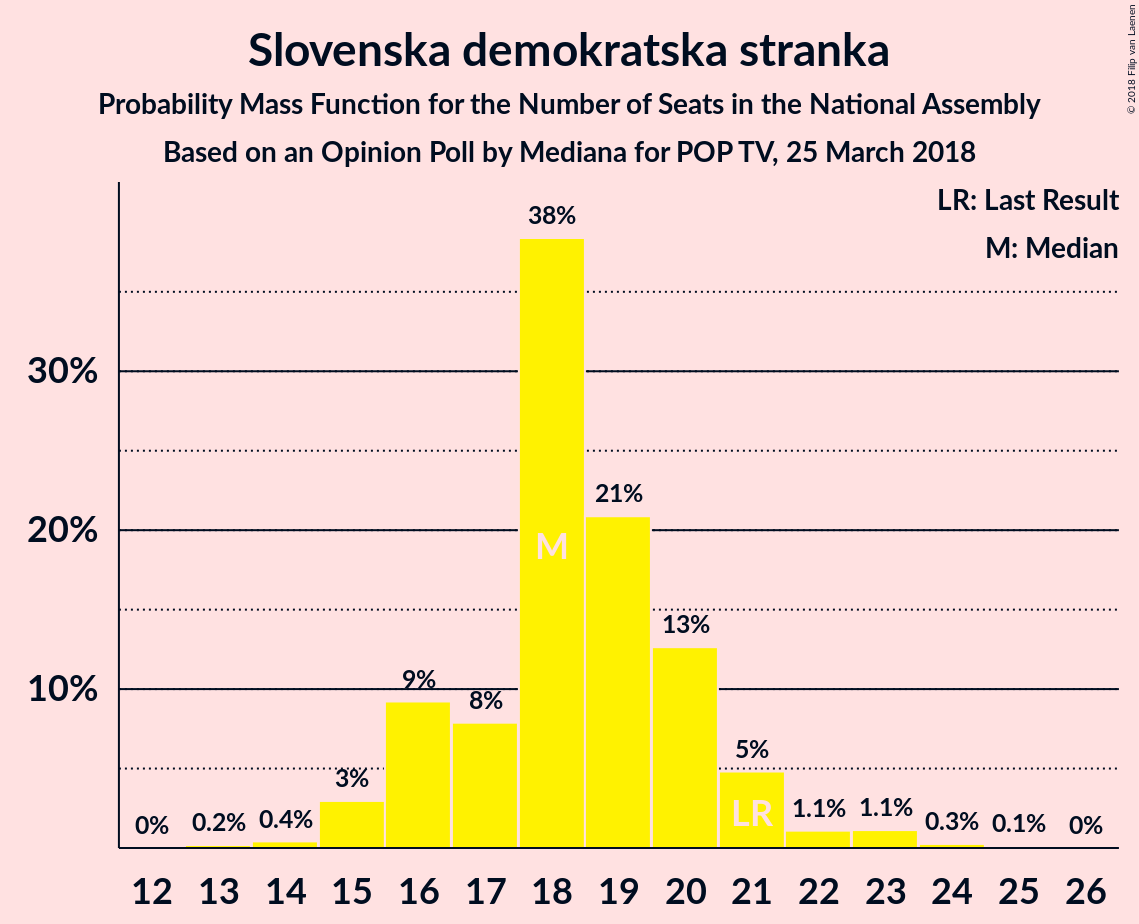 Slovenska demokratska stranka
Probability Mass Function for the Number of Seats in the National Assembly
Based on an Opinion Poll by Mediana for POP TV, 25 March 2018
© 2018 Filip van Laenen
LR: Last Result
M: Median
38%
30%
21%
20%
M
13%
10%
9%
8%
5%
3%
LR
0%
0.2%
0.4%
1.1%
1.1%
0.3%
0.1%
0%
12 13 14 15 16 17 18 19 20 21 22 23 24 25 26